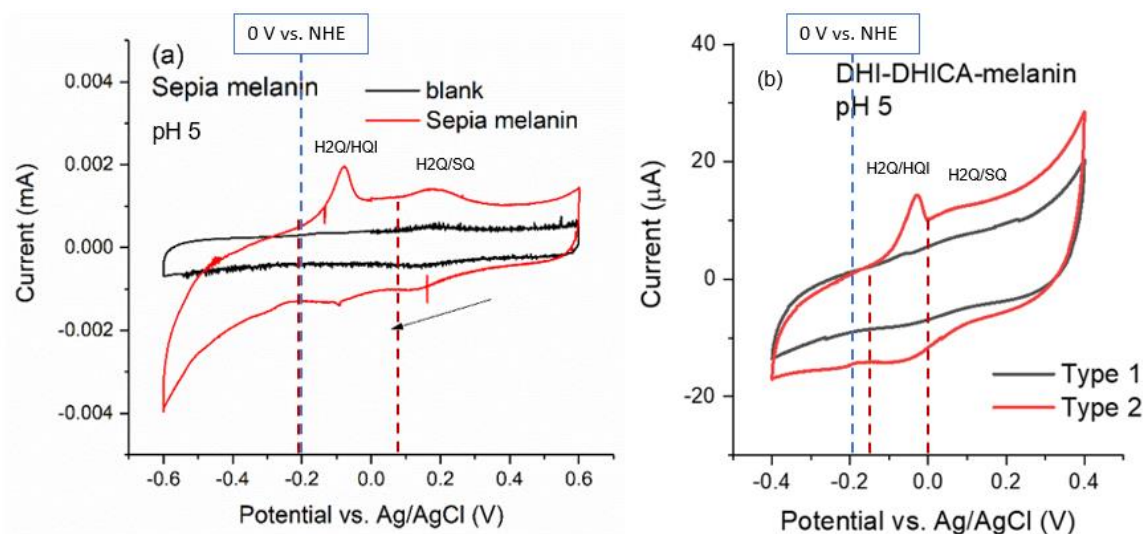 0 V vs. NHE
(a)
Sepia melanin
pH 5
blank
Sepia melanin
H2Q/HQI
H2Q/SQ
0.004
0.002
0.000
-0.002
-0.004
Current (mA)
-0.6
-0.4
-0.2
0.0
0.2
0.4
0.6
Potential vs. Ag/AgCl (V)
0 V vs. NHE
(b)
DHI-DHICA-melanin
pH 5
H2Q/HQI
H2Q/SQ
40
20
0
-20
Current (μA)
Type 1
Type 2
-0.4
-0.2
0.0
0.2
0.4
Potential vs. Ag/AgCl (V)